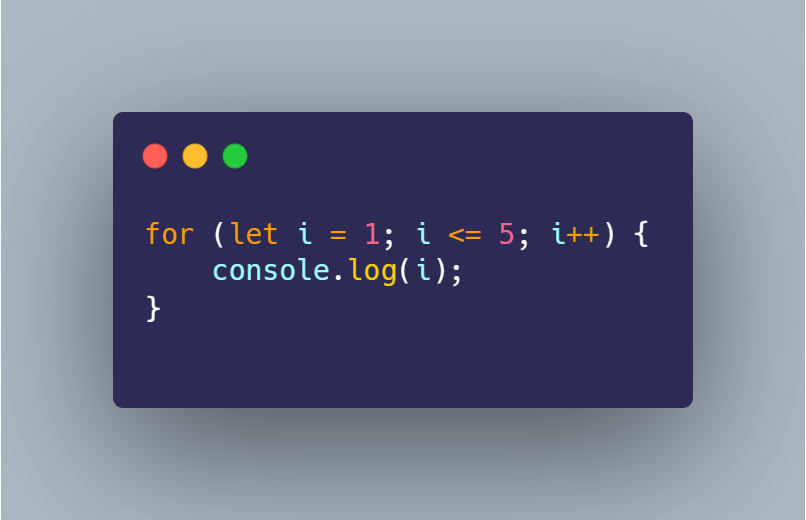 for (let i = 1; i <= 5; i++) {
    console.log(i);
}